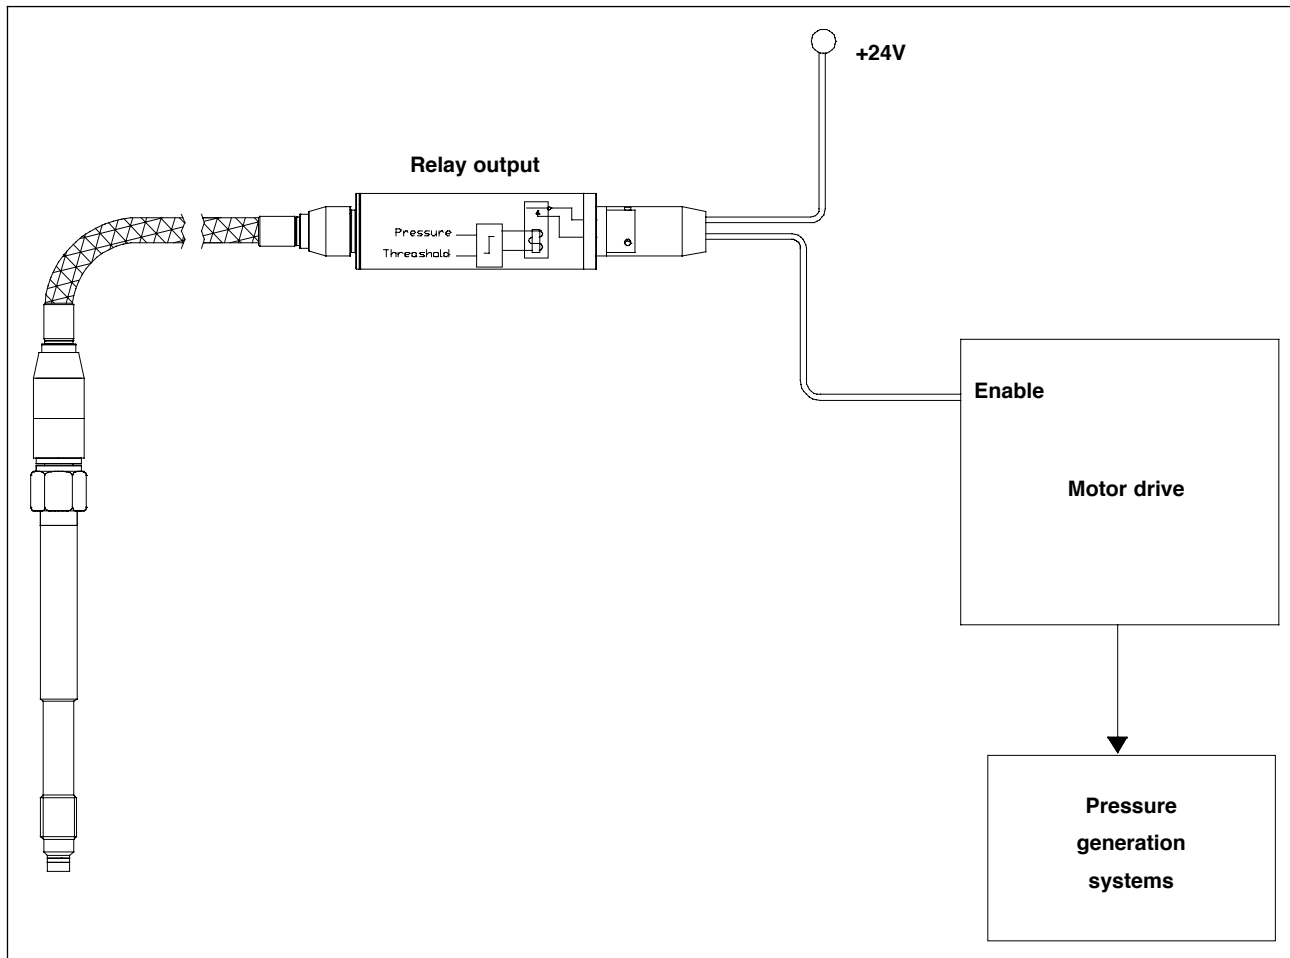 +24V
Relay output
Pressure
Threashold
Enable
Motor drive
Pressure
generation
systems